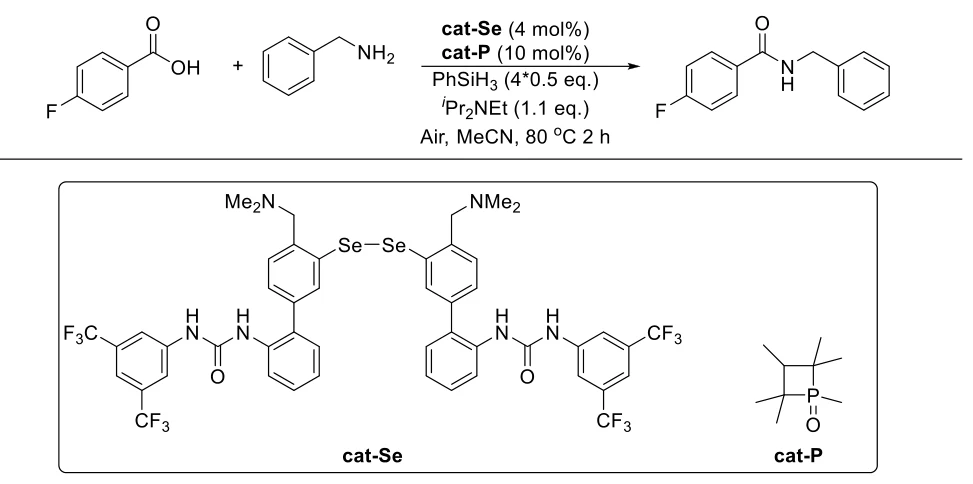 O
OH
F
+
NH2
cat-Se (4 mol%)
cat-P (10 mol%)
PhSiH3 (4*0.5 eq.)
iPr2NEt (1.1 eq.)
Air, MeCN, 80 oC 2 h
O
N
H
F
Me2N
NMe2
Se Se
F3C
H
N
H
N
O
CF3
H
N
H
N
O
CF3
CF3
P
O
cat-Se
cat-P